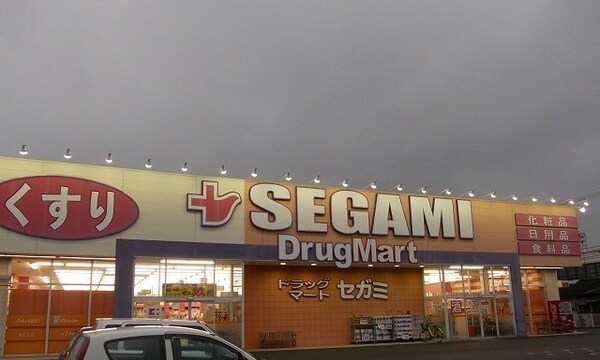 くすり
SEGAMI
DrugMart
ドラッグ
マート セガミ
化粧品
日用品
食料品
酒